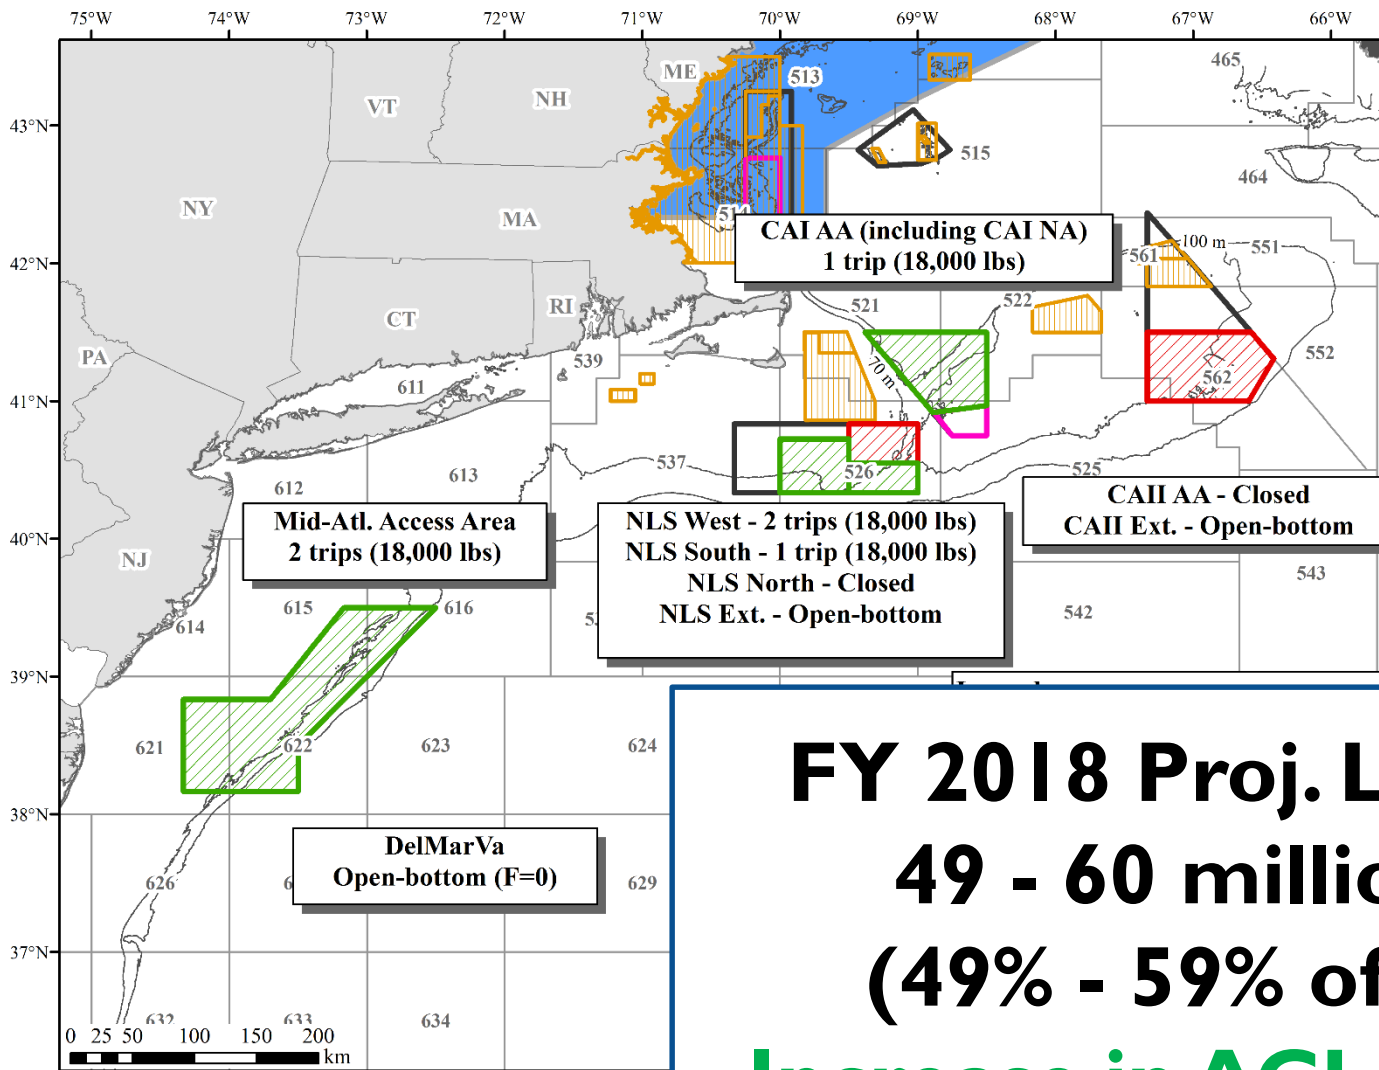 75°W 74°W 73°W 72°W 71°W 70°W 69°W 68°W 67°W 66°W
ME 513 465
VT NH
43°N
515
464
NY MA 514
CAI AA (including CAI NA)
1 trip (18,000 lbs)
100 m 551
561
42°N
RI 521 522
CT
PA 539 70 m 552
611 562
41°N
537 526 525
613
612
CAII AA - Closed
CAII Ext. - Open-bottom
Mid-Atl. Access Area
2 trips (18,000 lbs)
NLS West - 2 trips (18,000 lbs)
NLS South - 1 trip (18,000 lbs)
NLS North - Closed
NLS Ext. - Open-bottom
40°N
NJ 543
615 616 542
614
39°N
621 622 623 624
FY 2018 Proj. L
49 - 60 millio
(49% - 59% of
Increase in ACL
38°N
DelMarVa
Open-bottom (F=0)
626 629
37°N
632 633 634
0 25 50 100 150 200
km